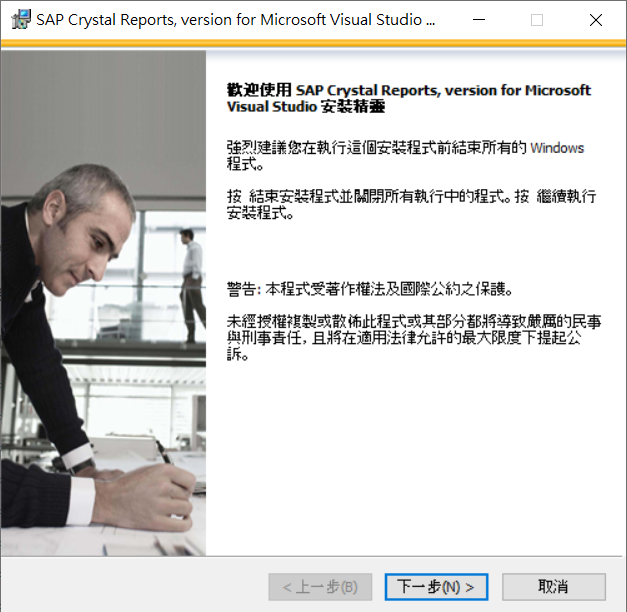 SAP Crystal Reports, version for Microsoft Visual Studio ...
歡迎使用 SAP Crystal Reports, version for Microsoft
Visual Studio 安裝精靈
強烈建議您在執行這個安裝程式前結束所有的 Windows
程式。
按 結束安裝程式並關閉所有執行中的程式。按 繼續執行
安裝程式。
警告: 本程式受著作權法及國際公約之保護。
未經授權複製或散佈此程式或其部分都將導致嚴厲的民事
與刑事責任, 且將在適用法律允許的最大限度下提起公
訴。
< 上一步(B)
下一步(N) >
取消